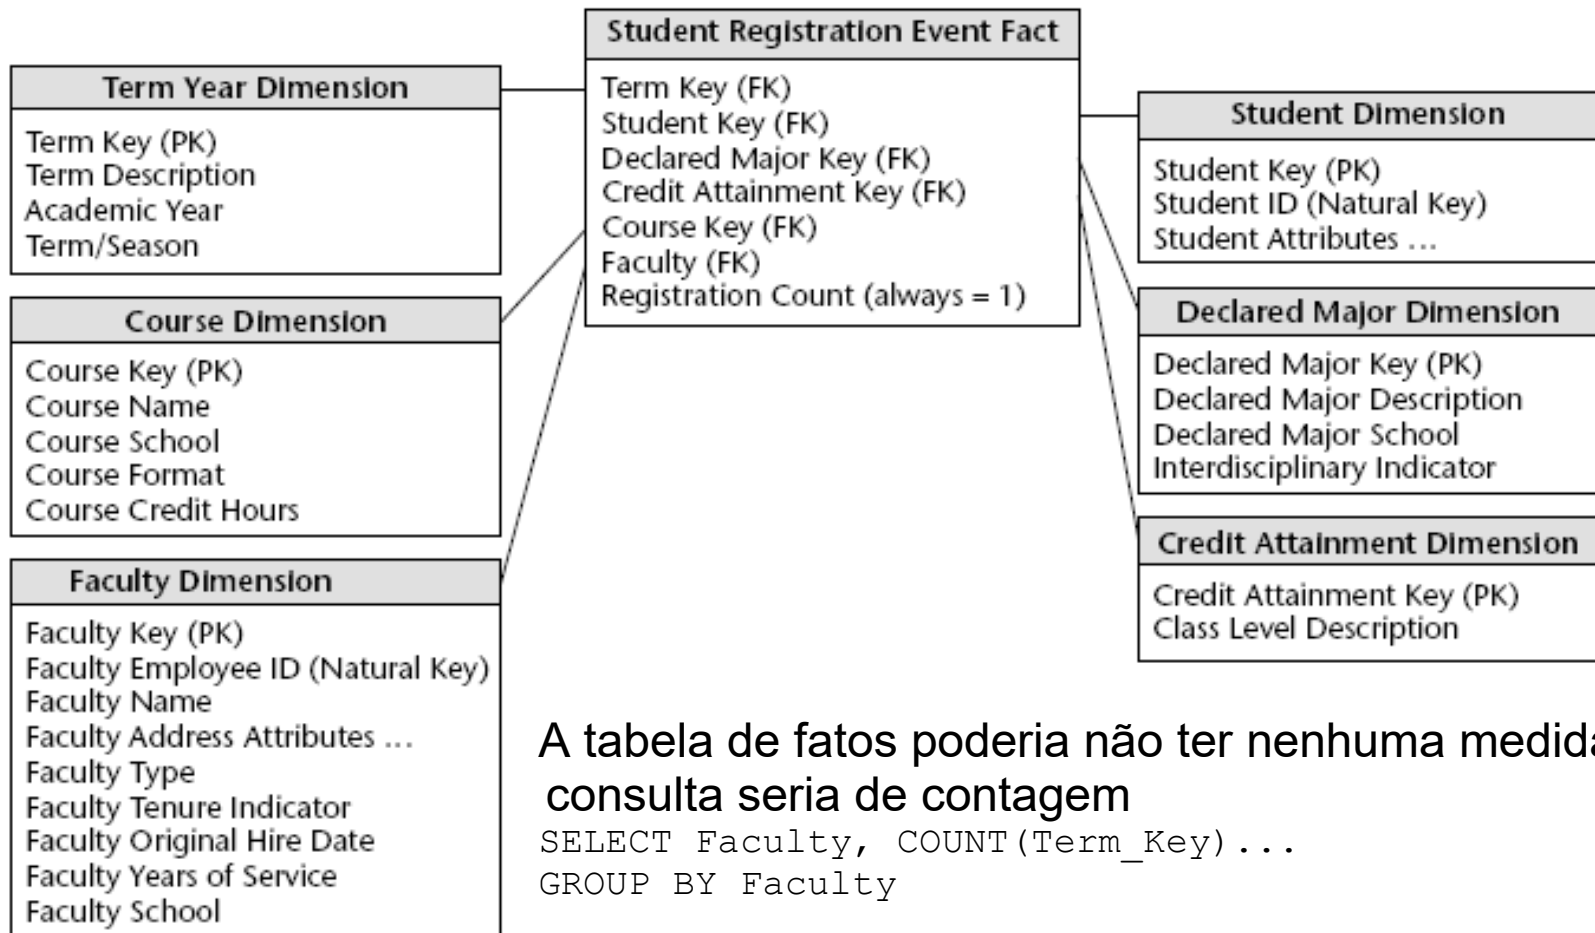 Student Registration Event Fact
Term Key (FK)
Student Key (FK)
Declared Major Key (FK)
Credit Attainment Key (FK)
Course Key (FK)
Faculty (FK)
Registration Count (always = 1)
Term Year Dimension
Term Key (PK)
Term Description
Academic Year
Term/Season
Course Dimension
Course Key (PK)
Course Name
Course School
Course Format
Course Credit Hours
Faculty Dimension
Faculty Key (PK)
Faculty Employee ID (Natural Key)
Faculty Name
Faculty Address Attributes ...
Faculty Type
Faculty Tenure Indicator
Faculty Original Hire Date
Faculty Years of Service
Faculty School
Student Dimension
Student Key (PK)
Student ID (Natural Key)
Student Attributes ...
Declared Major Dimension
Declared Major Key (PK)
Declared Major Description
Declared Major School
Interdisciplinary Indicator
Credit Attainment Dimension
Credit Attainment Key (PK)
Class Level Description
A tabela de fatos poderia não ter nenhuma medida
consulta seria de contagem
SELECT Faculty, COUNT(Term_Key)...
GROUP BY Faculty